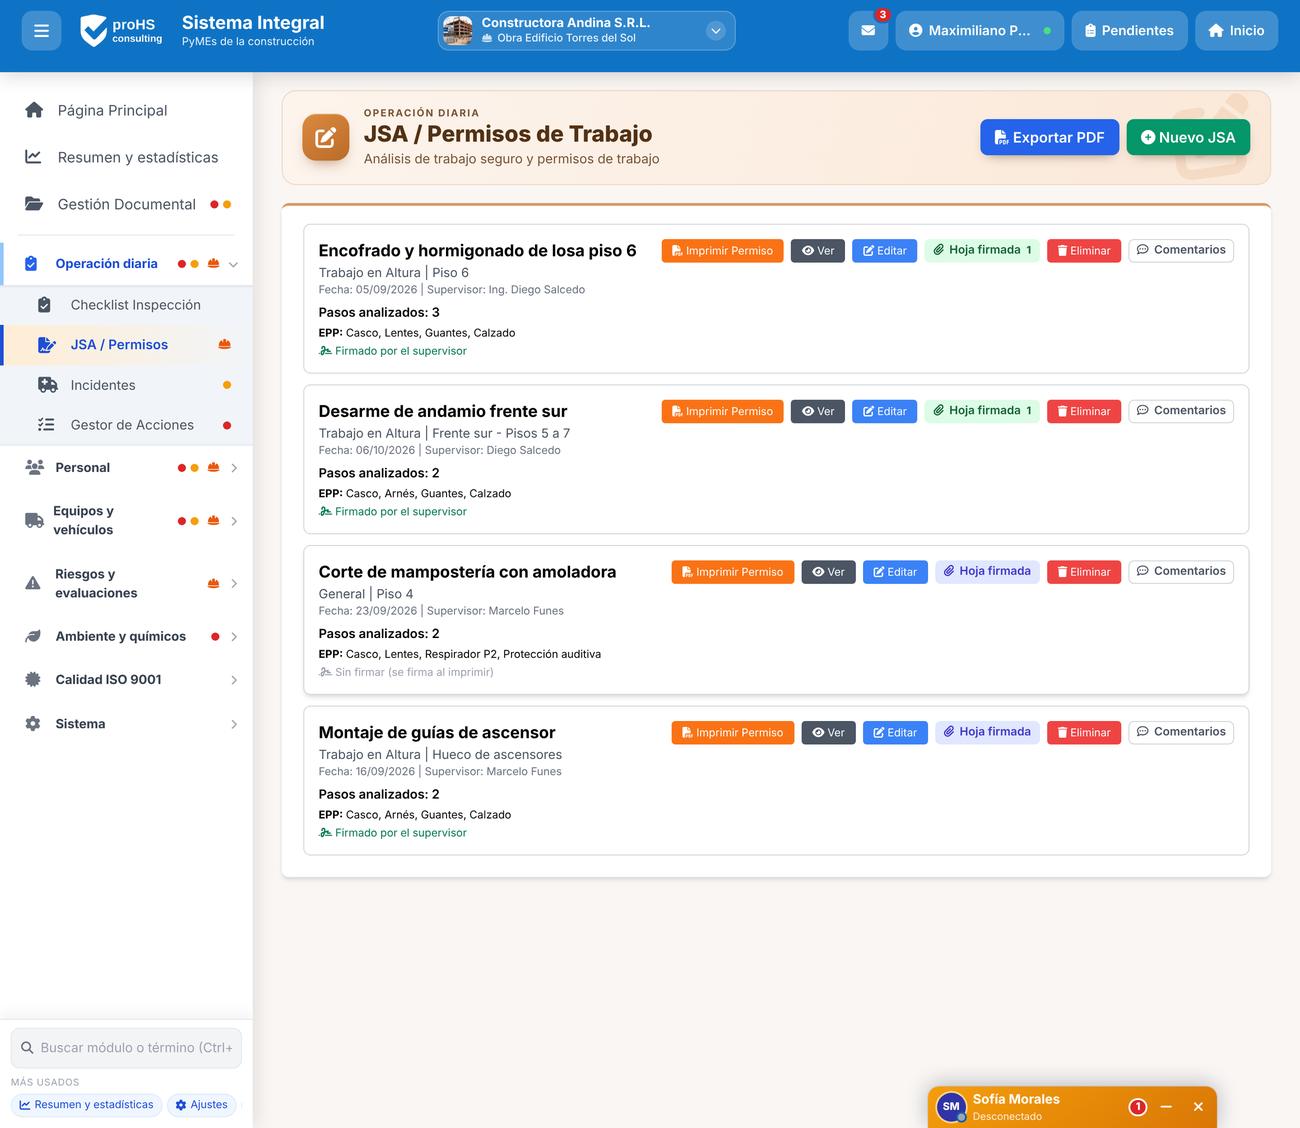 proHS
consulting
Sistema Integral
PyMEs de la construcción
Constructora Andina S.R.L.
Obra Edificio Torres del Sol
3
Maximiliano P...
Pendientes
Inicio
Página Principal
Resumen y estadísticas
Gestión Documental
Operación diaria
Checklist Inspección
JSA / Permisos
Incidentes
Gestor de Acciones
Personal
Equipos y
vehículos
Riesgos y
evaluaciones
Ambiente y químicos
Calidad ISO 9001
Sistema
Buscar módulo o término (Ctrl+
MÁS USADOS
Resumen y estadísticas
Ajustes
OPERACIÓN DIARIA
JSA / Permisos de Trabajo
Análisis de trabajo seguro y permisos de trabajo
Exportar PDF
Nuevo JSA
Encofrado y hormigonado de losa piso 6
Imprimir Permiso Ver Editar Hoja firmada 1 Eliminar Comentarios
Trabajo en Altura | Piso 6
Fecha: 05/09/2026 | Supervisor: Ing. Diego Salcedo
Pasos analizados: 3
EPP: Casco, Lentes, Guantes, Calzado
Firmado por el supervisor
Desarme de andamio frente sur
Imprimir Permiso Ver Editar Hoja firmada 1 Eliminar Comentarios
Trabajo en Altura | Frente sur - Pisos 5 a 7
Fecha: 06/10/2026 | Supervisor: Diego Salcedo
Pasos analizados: 2
EPP: Casco, Arnés, Guantes, Calzado
Firmado por el supervisor
Corte de mampostería con amoladora
Imprimir Permiso Ver Editar Hoja firmada Eliminar Comentarios
General | Piso 4
Fecha: 23/09/2026 | Supervisor: Marcelo Funes
Pasos analizados: 2
EPP: Casco, Lentes, Respirador P2, Protección auditiva
Sin firmar (se firma al imprimir)
Montaje de guías de ascensor
Imprimir Permiso Ver Editar Hoja firmada Eliminar Comentarios
Trabajo en Altura | Hueco de ascensores
Fecha: 16/09/2026 | Supervisor: Marcelo Funes
Pasos analizados: 2
EPP: Casco, Arnés, Guantes, Calzado
Firmado por el supervisor
SM
Sofía Morales
Desconectado
1